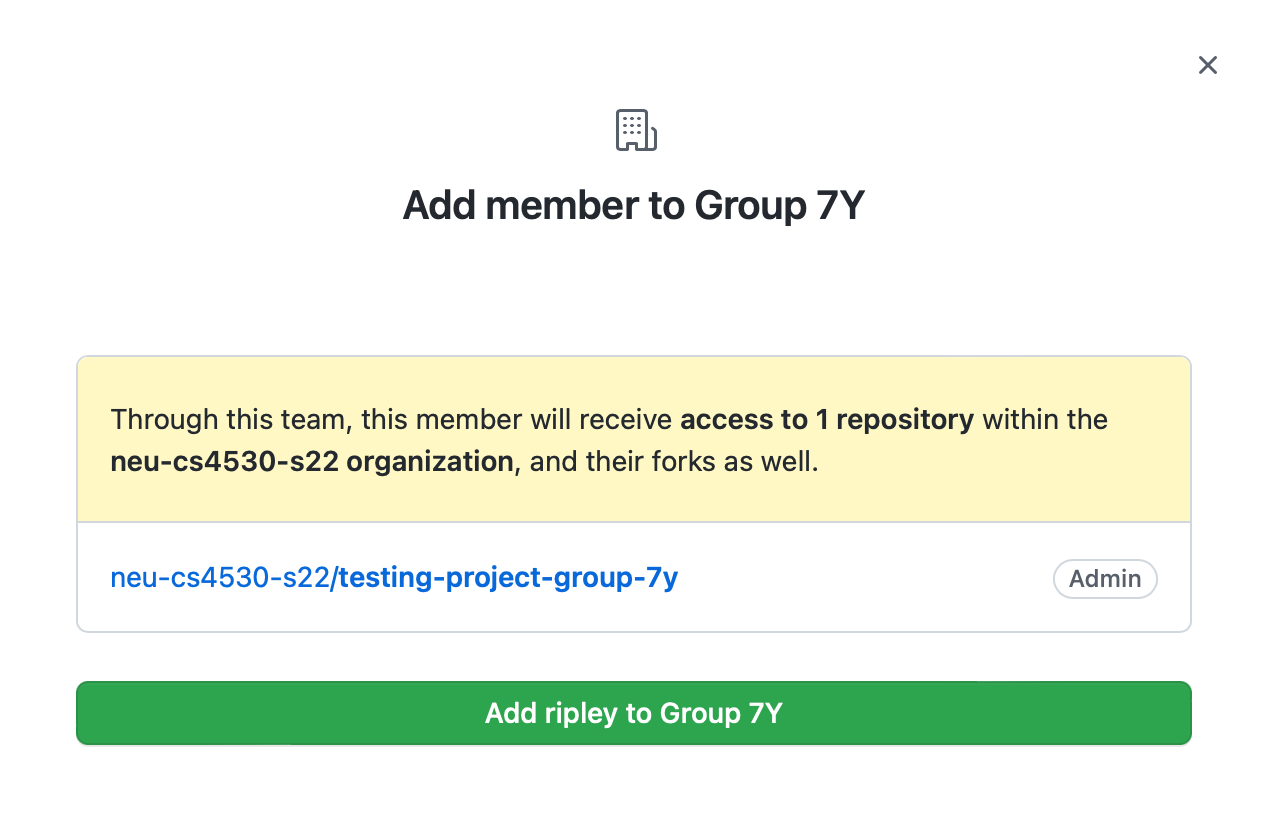 Add member to Group 7Y
Through this team, this member will receive access to 1 repository within the
neu-cs4530-s22 organization, and their forks as well.
neu-cs4530-s22/testing-project-group-7y
Admin
Add ripley to Group 7Y